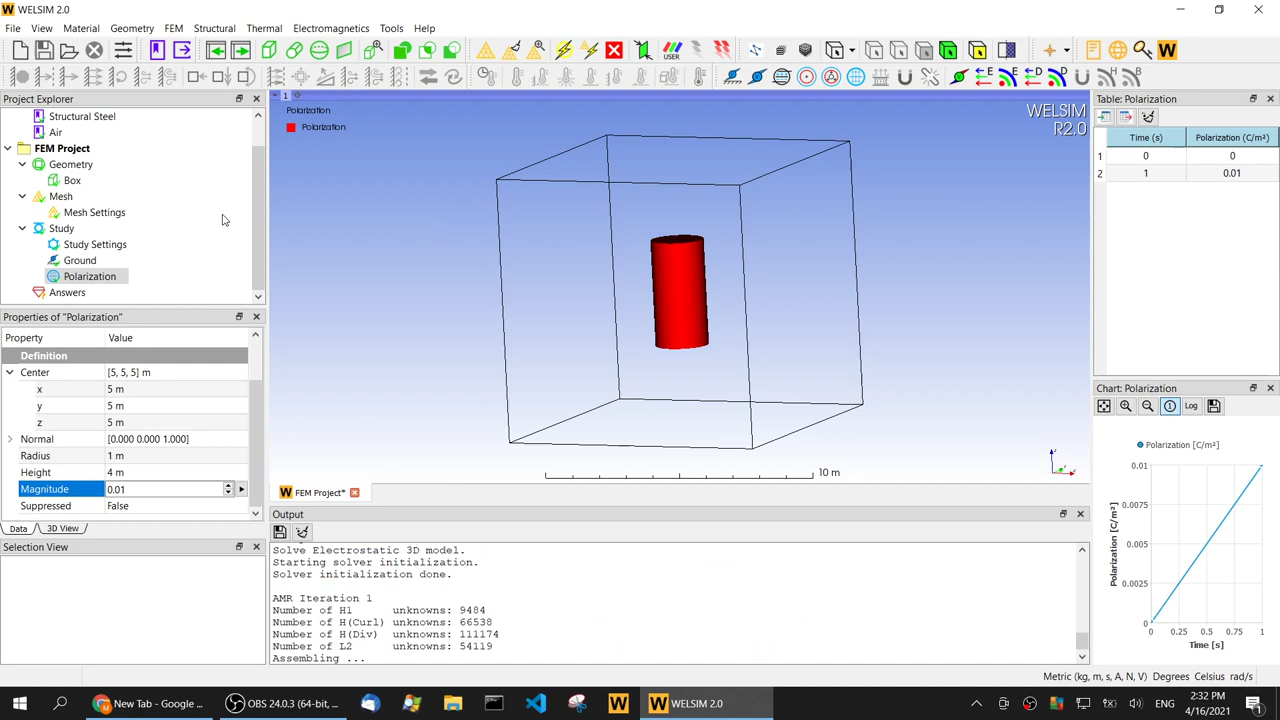 WELSIM 2.0
File View Material Geometry FEM Structural Thermal Electromagnetics Tools Help
USER
E E D D H B
Project Explorer
Structural Steel
Air
FEM Project
Geometry
Box
Mesh
Mesh Settings
Study
Study Settings
Ground
Polarization
Answers
Properties of "Polarization"
Property Value
Definition
Center [5, 5, 5] m
x 5 m
y 5 m
z 5 m
Normal [0.000 0.000 1.000]
Radius 1 m
Height 4 m
Magnitude 0.01
Suppressed False
Data 3D View
Selection View
1
Polarization
Polarization
WELSIM
R2.0
10 m
FEM Project*
Output
Solve Electrostatic 3D model.
Starting solver initialization.
Solver initialization done.
AMR Iteration 1
Number of H1 unknowns: 9484
Number of H(Curl) unknowns: 66538
Number of H(Div) unknowns: 111174
Number of L2 unknowns: 54119
Assembling ...
Table: Polarization
Time (s) Polarization (C/m²)
1 0 0
2 1 0.01
Chart: Polarization
Log
Polarization [C/m²]
Polarization [C/m²]
0.01
0.0075
0.005
0.0025
0
0 0.25 0.5 0.75 1
Time [s]
Metric (kg, m, s, A, N, V) Degrees Celsius rad/s
New Tab - Google ...
OBS 24.0.3 (64-bit, ...
WELSIM 2.0
ENG
2:32 PM
4/16/2021